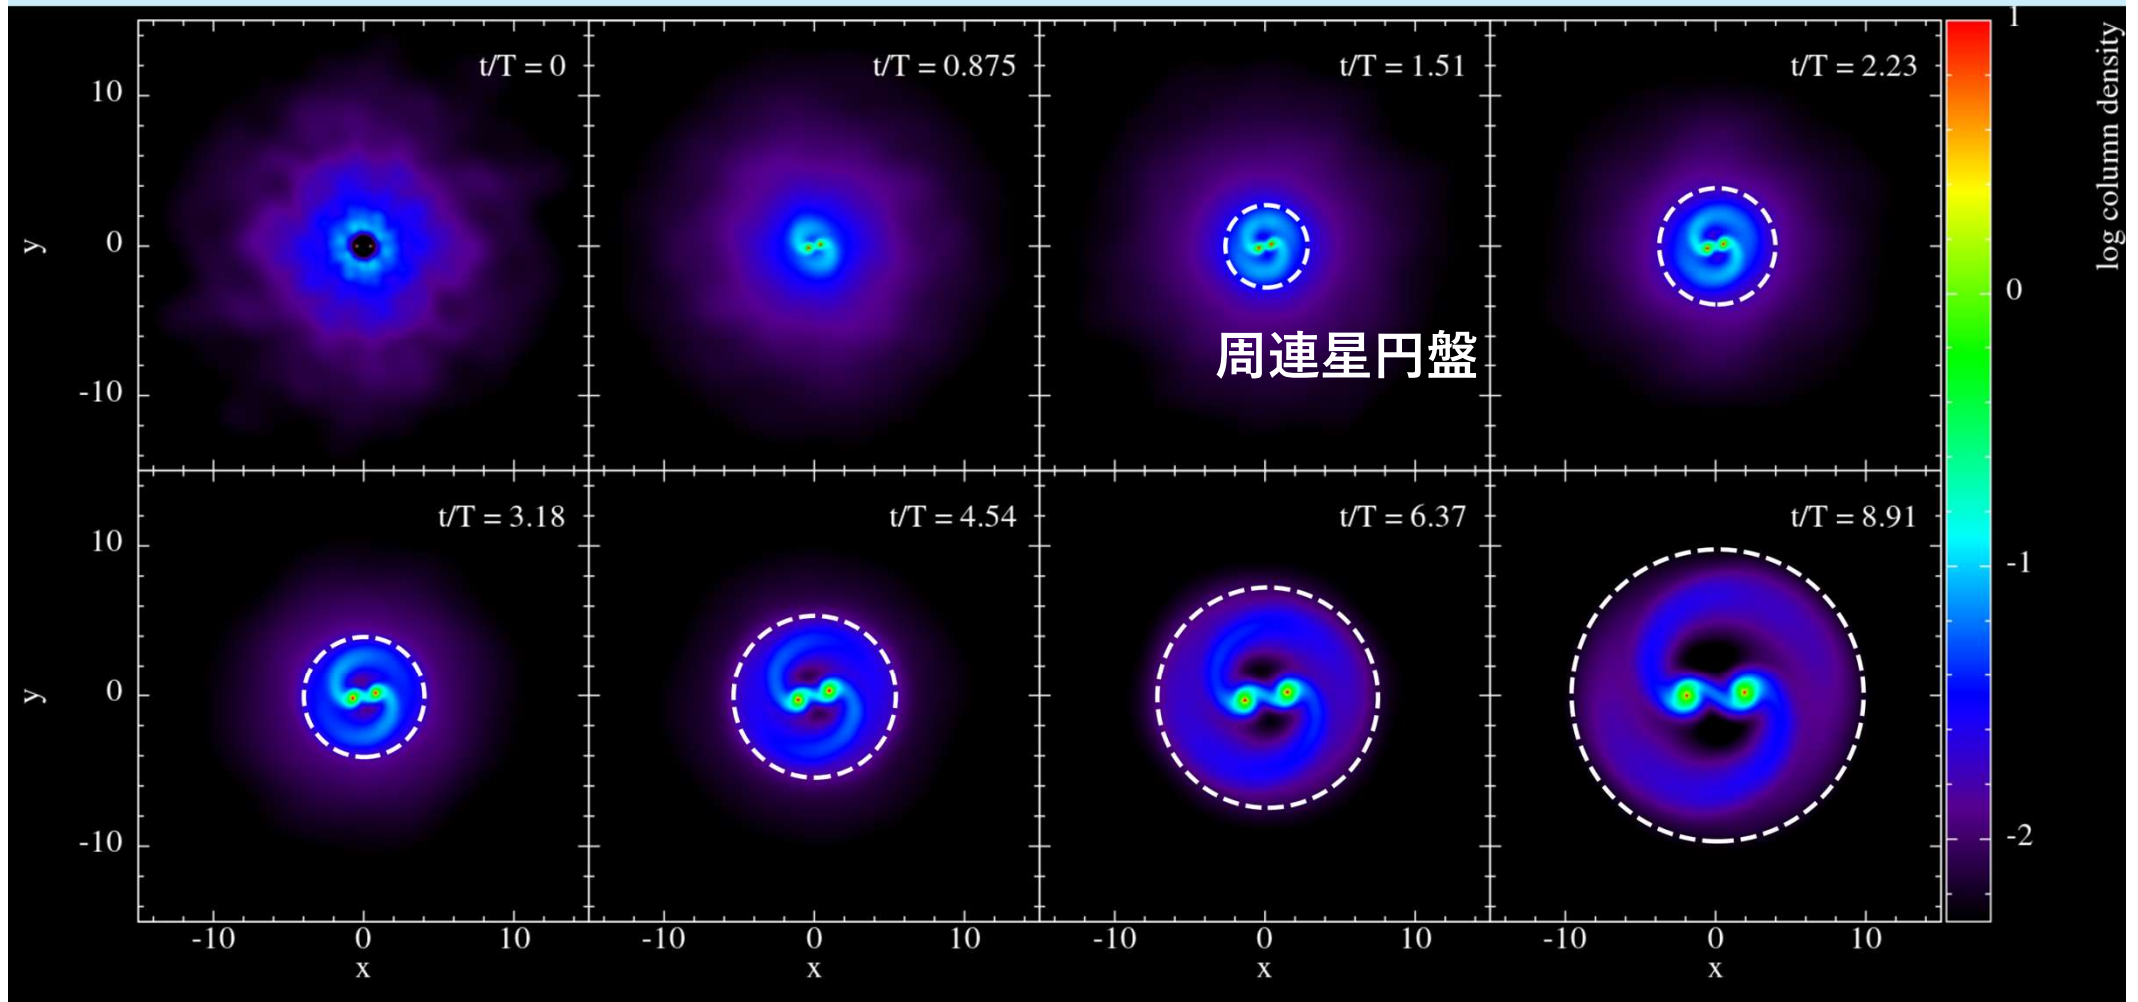 t/T = 0
t/T = 0.875
t/T = 1.51
t/T = 2.23
周連星円盤
10
0
-10
y
t/T = 3.18
t/T = 4.54
t/T = 6.37
t/T = 8.91
10
0
-10
y
-10 0 10
-10 0 10
-10 0 10
-10 0 10
x
x
x
x
1
0
-1
-2
log column density